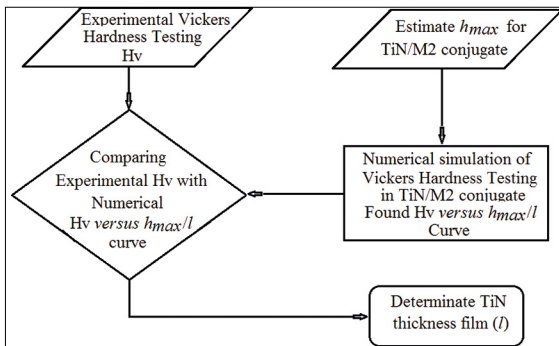 Experimental Vickers
Hardness Testing
Hv
Estimate hmax for
TiN/M2 conjugate
Comparing
Experimental Hv with
Numerical
Hv versus hmax/l
curve
Numerical simulation of
Vickers Hardness Testing
in TiN/M2 conjugate
Found Hv versus hmax/l
Curve
Determinate TiN
thickness film (l)